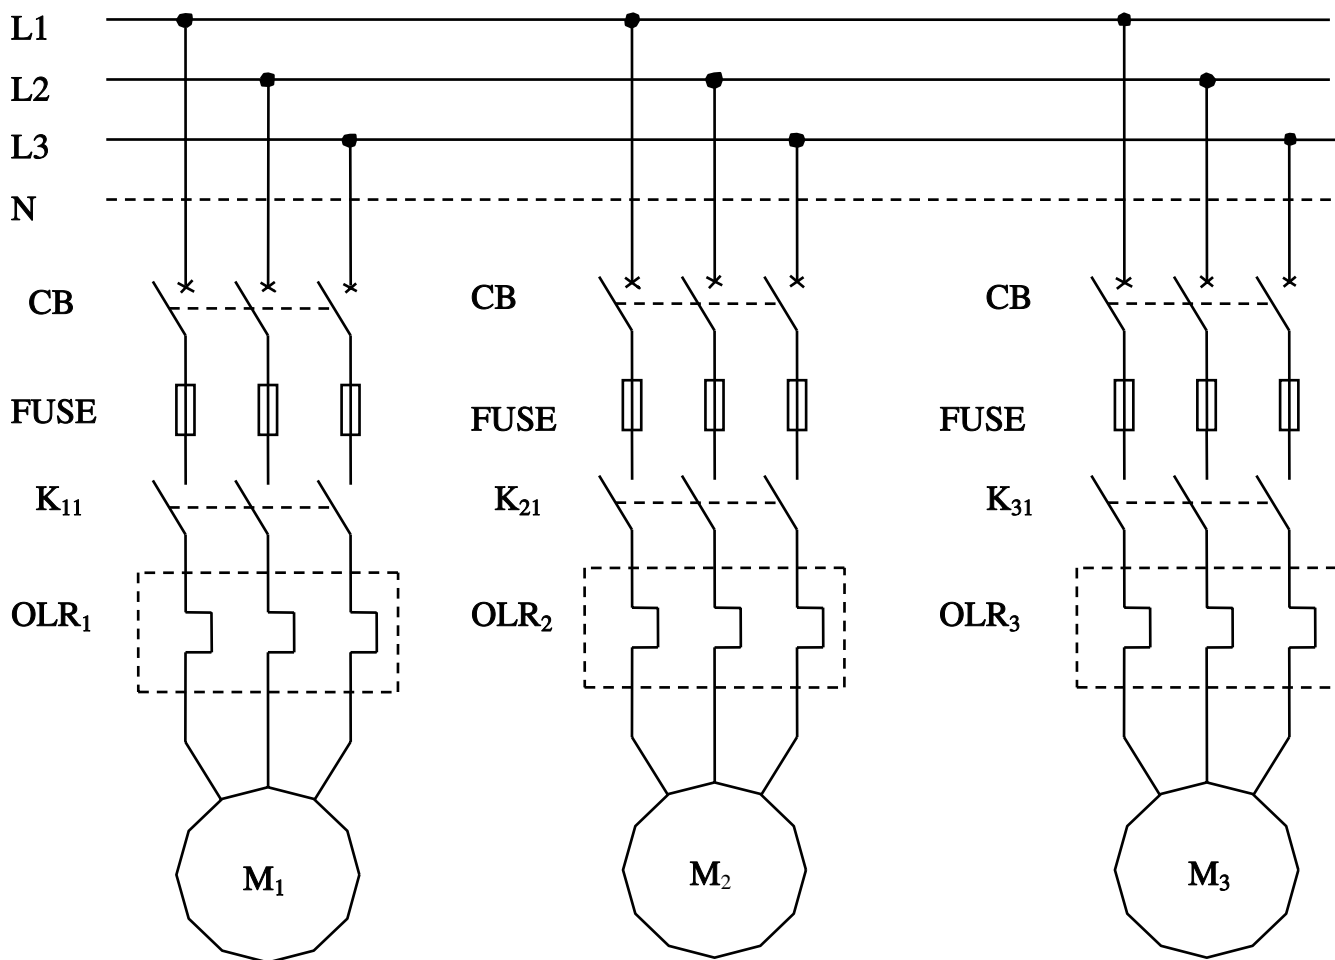 L1
L2
L3
N
CB CB CB
FUSE FUSE FUSE
K₁₁ K₂₁ K₃₁
OLR₁ OLR₂ OLR₃
M₁ M₂ M₃